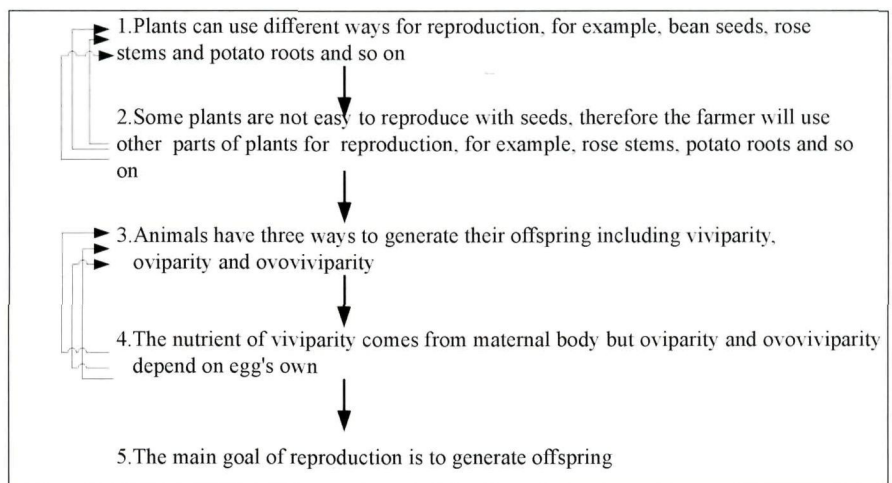 1.Plants can use different ways for reproduction, for example, bean seeds, rose
stems and potato roots and so on
2.Some plants are not easy to reproduce with seeds, therefore the farmer will use
other parts of plants for reproduction, for example, rose stems, potato roots and so
on
3.Animals have three ways to generate their offspring including viviparity,
oviparity and ovoviviparity
4.The nutrient of viviparity comes from maternal body but oviparity and ovoviviparity
depend on egg's own
5.The main goal of reproduction is to generate offspring